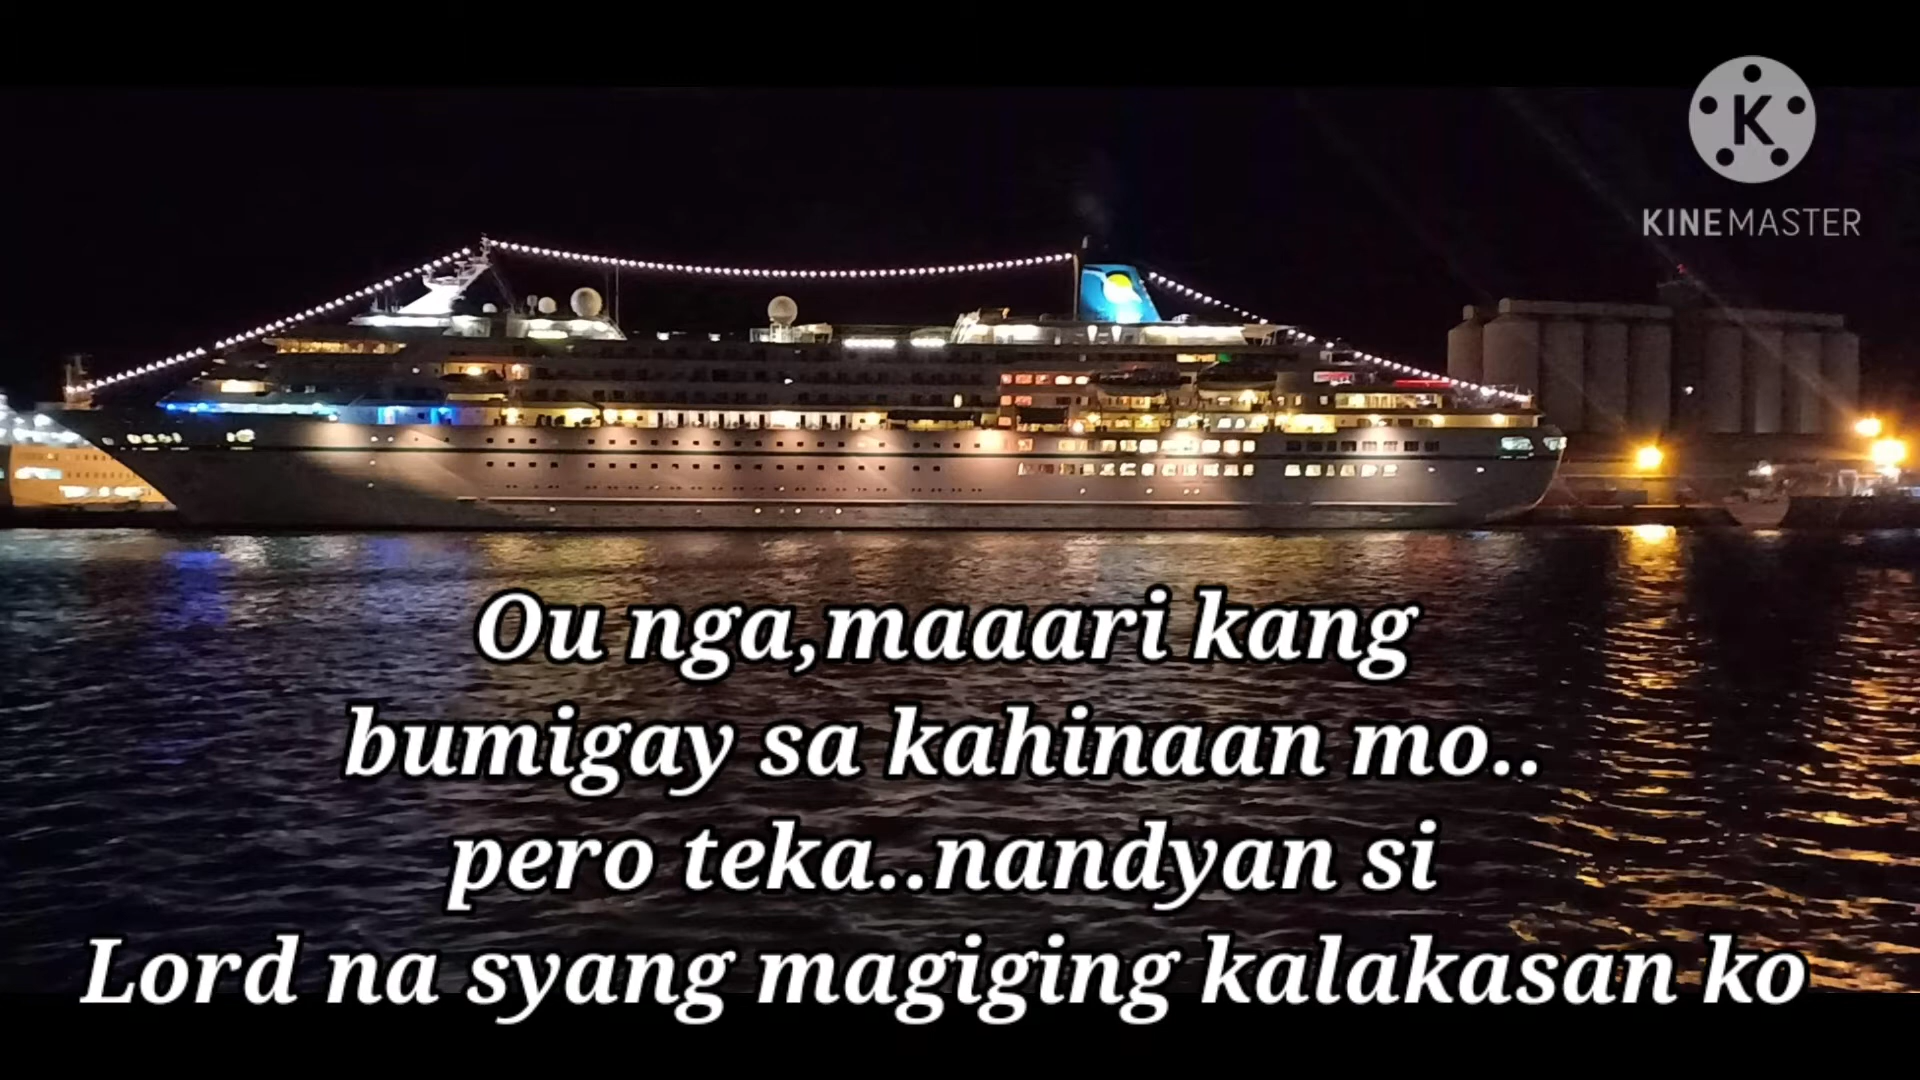 K
KINEMASTER
Ou nga,maaari kang
bumigay sa kahinaan mo..
pero teka..nandyan si
Lord na syang magiging kalakasan ko